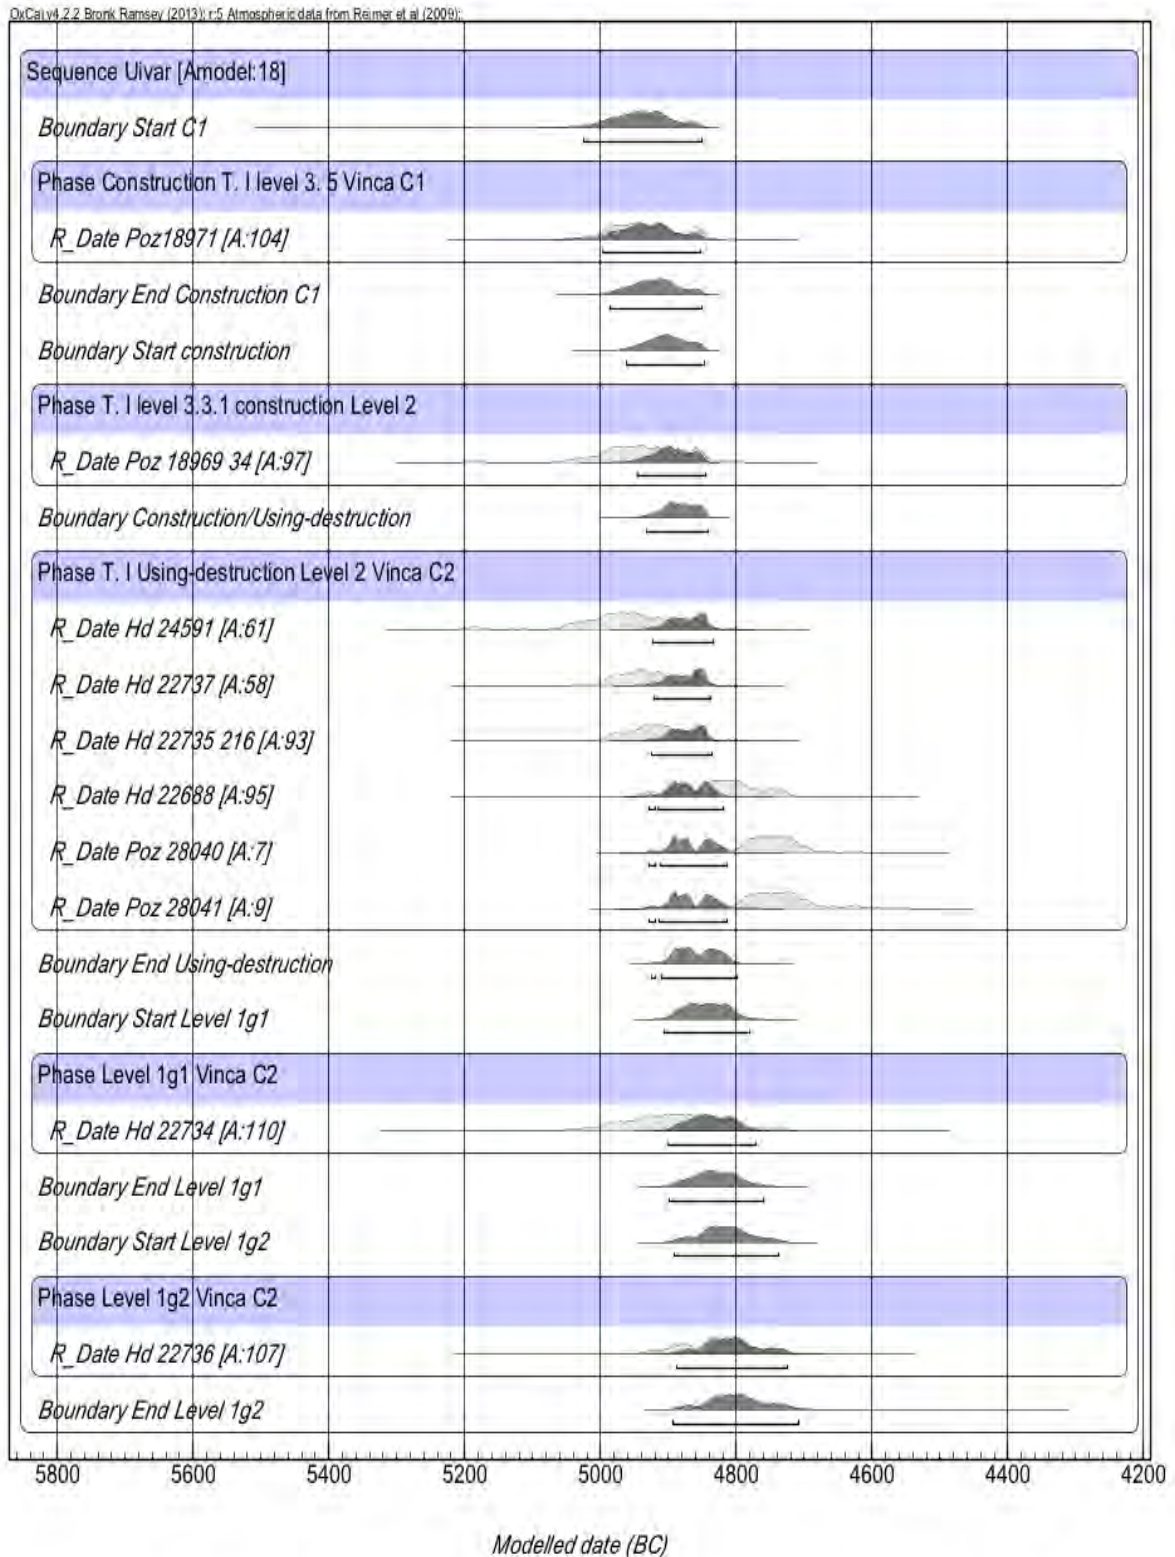 OxCal v4.2.2 Bronk Ramsey (2013); r:5 Atmospheric data from Reimer et al (2009);
Sequence Uivar [Amodel:18]
Boundary Start C1
Phase Construction T. I level 3. 5 Vinca C1
R_Date Poz18971 [A:104]
Boundary End Construction C1
Boundary Start construction
Phase T. I level 3.3.1 construction Level 2
R_Date Poz 18969 34 [A:97]
Boundary Construction/Using-destruction
Phase T. I Using-destruction Level 2 Vinca C2
R_Date Hd 24591 [A:61]
R_Date Hd 22737 [A:58]
R_Date Hd 22735 216 [A:93]
R_Date Hd 22688 [A:95]
R_Date Poz 28040 [A:7]
R_Date Poz 28041 [A:9]
Boundary End Using-destruction
Boundary Start Level 1g1
Phase Level 1g1 Vinca C2
R_Date Hd 22734 [A:110]
Boundary End Level 1g1
Boundary Start Level 1g2
Phase Level 1g2 Vinca C2
R_Date Hd 22736 [A:107]
Boundary End Level 1g2
5800 5600 5400 5200 5000 4800 4600 4400 4200
Modelled date (BC)